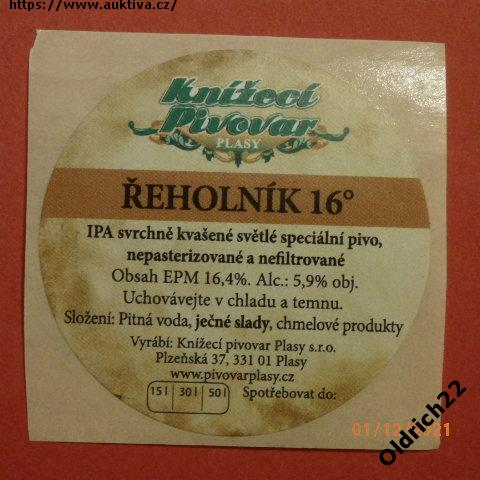 https://www.auktiva.cz/
Knížecí
Pivovar
PLASY
ŘEHOLNÍK 16°
IPA svrchně kvašené světlé speciální pivo,
nepasterizované a nefiltrované
Obsah EPM 16,4%. Alc.: 5,9% obj.
Uchovávejte v chladu a temnu.
Složení: Pitná voda, ječné slady, chmelové produkty
Vyrábí: Knížecí pivovar Plasy s.r.o.
Plzeňská 37, 331 01 Plasy
www.pivovarplasy.cz
15 l 30 l 50 l Spotřebovat do:
Oldrich22